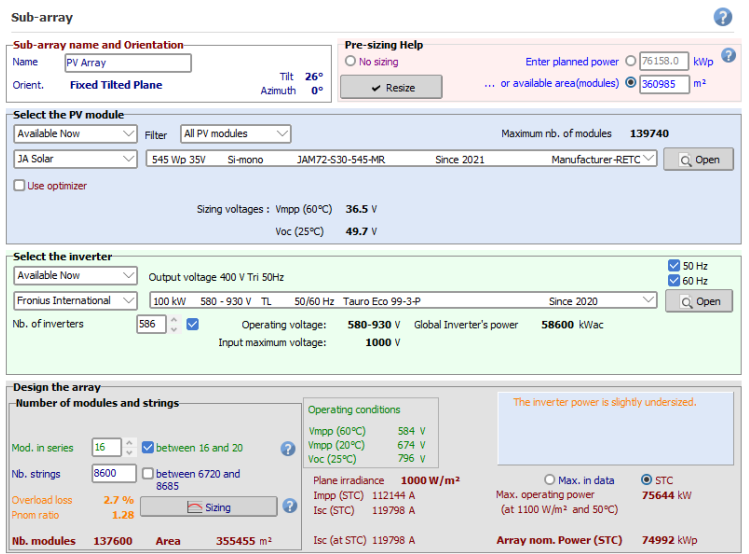 Sub-array
Sub-array name and Orientation
Name PV Array
Orient. Fixed Tilted Plane
Tilt 26°
Azimuth 0°
Pre-sizing Help
No sizing
Enter planned power 76158.0 kWp
Resize
... or available area(modules) 360985 m²
Select the PV module
Available Now Filter All PV modules Maximum nb. of modules 139740
JA Solar 545 Wp 35V Si-mono JAM72-S30-545-MR Since 2021 Manufacturer-RETC Open
Use optimizer
Sizing voltages : Vmpp (60°C) 36.5 V
Voc (25°C) 49.7 V
Select the inverter
Available Now Output voltage 400 V Tri 50Hz
50 Hz
60 Hz
Fronius International 100 kW 580 - 930 V TL 50/60 Hz Tauro Eco 99-3-P Since 2020 Open
Nb. of inverters 586 Operating voltage: 580-930 V Global Inverter's power 58600 kWac
Input maximum voltage: 1000 V
Design the array
Number of modules and strings
Mod. in series 16 between 16 and 20
Nb. strings 8600 between 6720 and
8685
Overload loss 2.7 %
Pnom ratio 1.28
Sizing
Nb. modules 137600 Area 355455 m²
Operating conditions
Vmpp (60°C) 584 V
Vmpp (20°C) 674 V
Voc (25°C) 796 V
Plane irradiance 1000 W/m²
Impp (STC) 112144 A
Isc (STC) 119798 A
Isc (at STC) 119798 A
The inverter power is slightly undersized.
Max. in data STC
Max. operating power 75644 kW
(at 1100 W/m² and 50°C)
Array nom. Power (STC) 74992 kWp